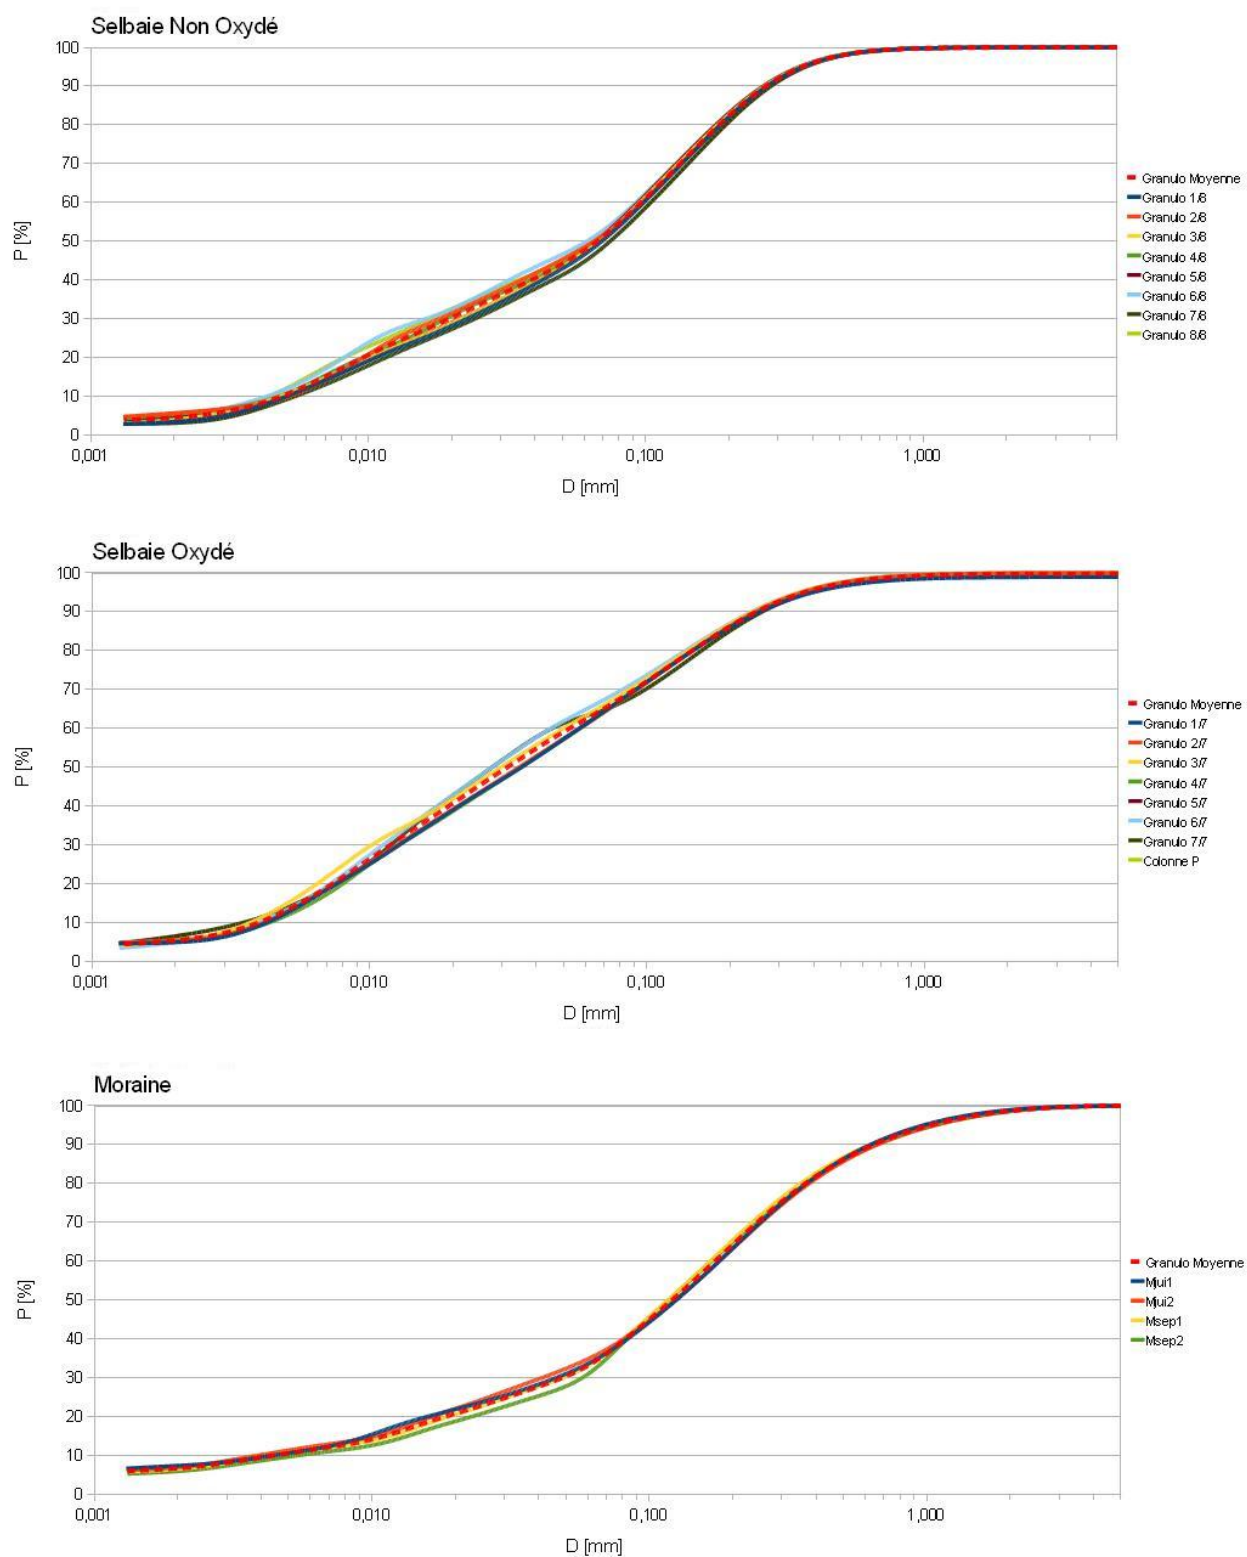 Selbaie Non Oxydé
100
90
80
70
60
50
40
30
20
10
0
P [%]
0,001 0,010 0,100 1,000
D [mm]
Granulo Moyenne
Granulo 1/8
Granulo 2/8
Granulo 3/8
Granulo 4/8
Granulo 5/8
Granulo 6/8
Granulo 7/8
Granulo 8/8
Selbaie Oxydé
100
90
80
70
60
50
40
30
20
10
0
P [%]
0,001 0,010 0,100 1,000
D [mm]
Granulo Moyenne
Granulo 1/7
Granulo 2/7
Granulo 3/7
Granulo 4/7
Granulo 5/7
Granulo 6/7
Granulo 7/7
Colonne P
Moraine
100
90
80
70
60
50
40
30
20
10
0
P [%]
0,001 0,010 0,100 1,000
D [mm]
Granulo Moyenne
Mjui1
Mjui2
Msep1
Msep2